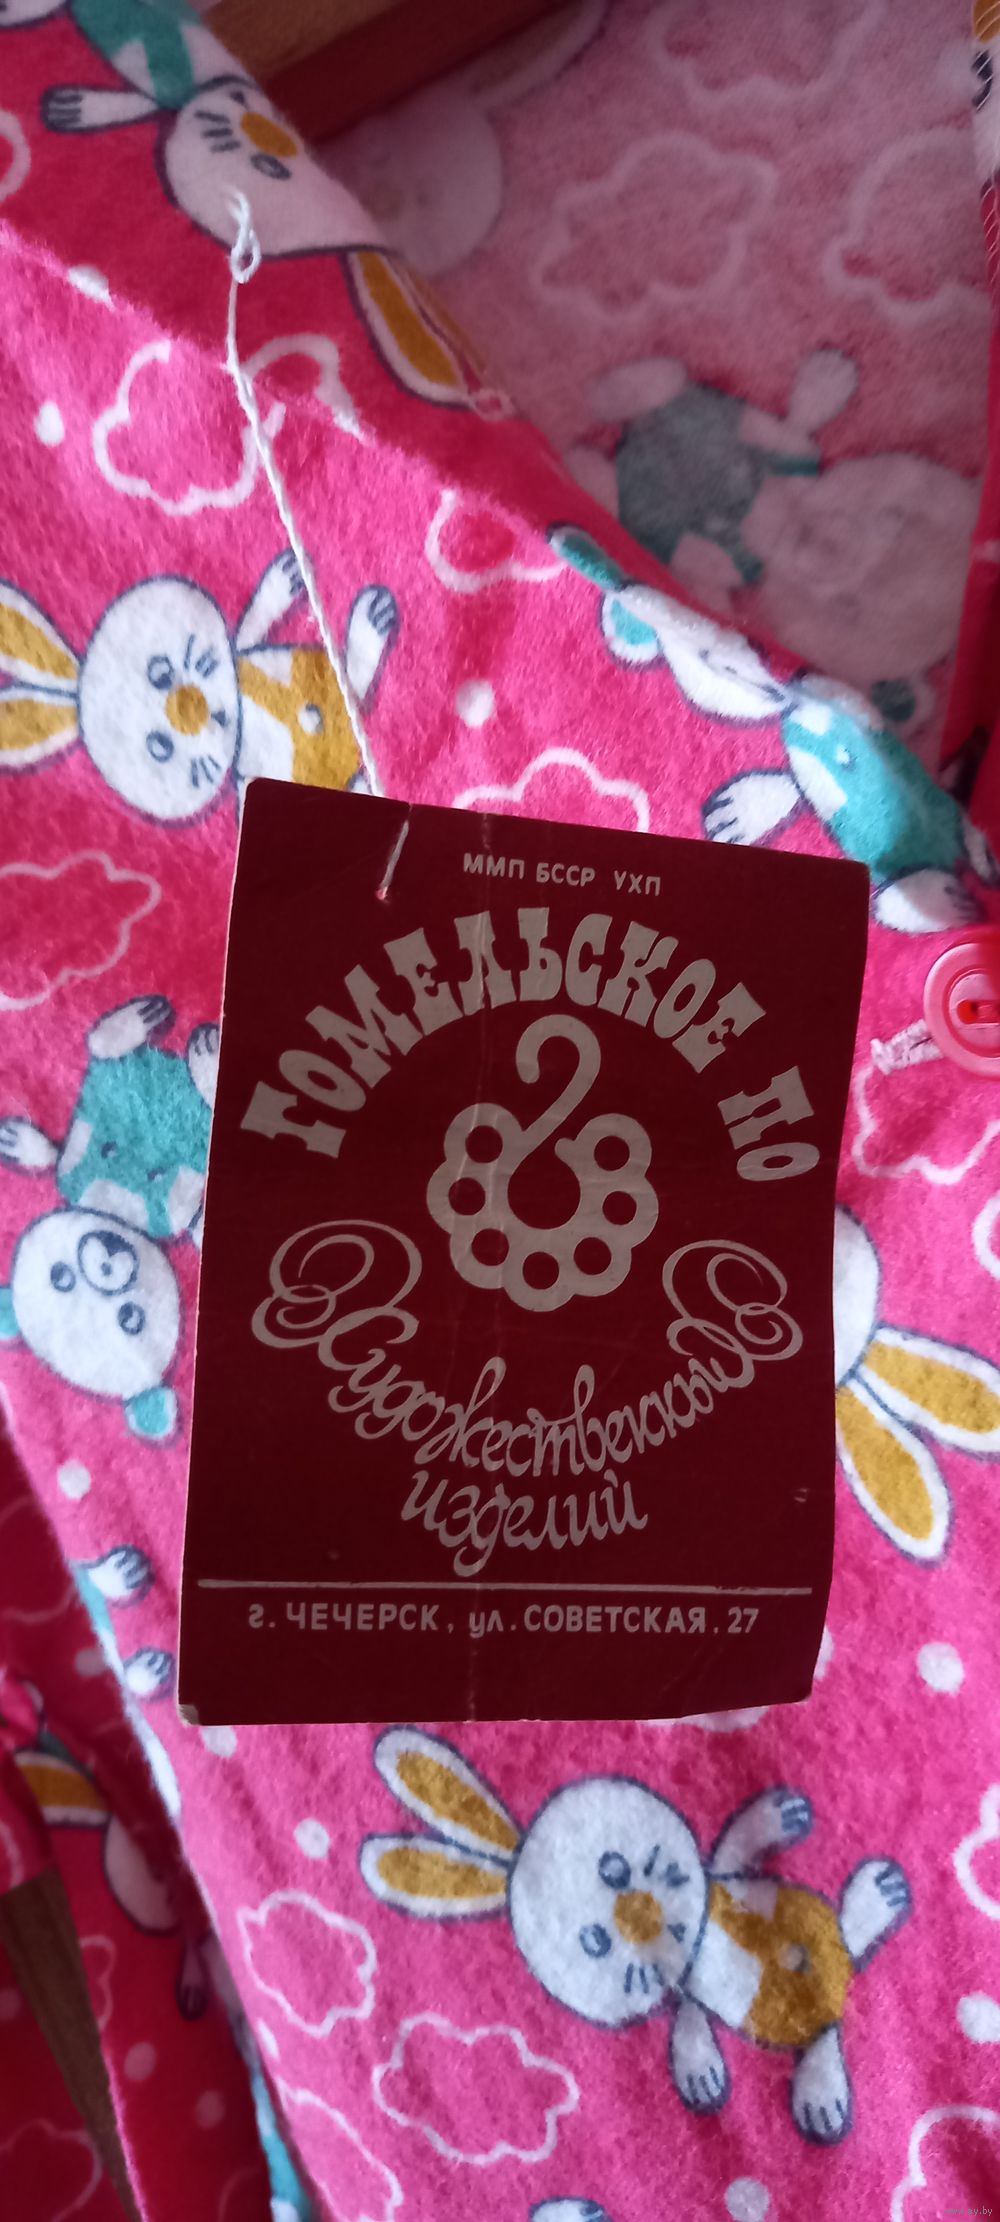 ММП БССР УХП
ГОМЕЛЬСКОЕ ПО
Художественных
изделий
г. ЧЕЧЕРСК, ул. СОВЕТСКАЯ, 27